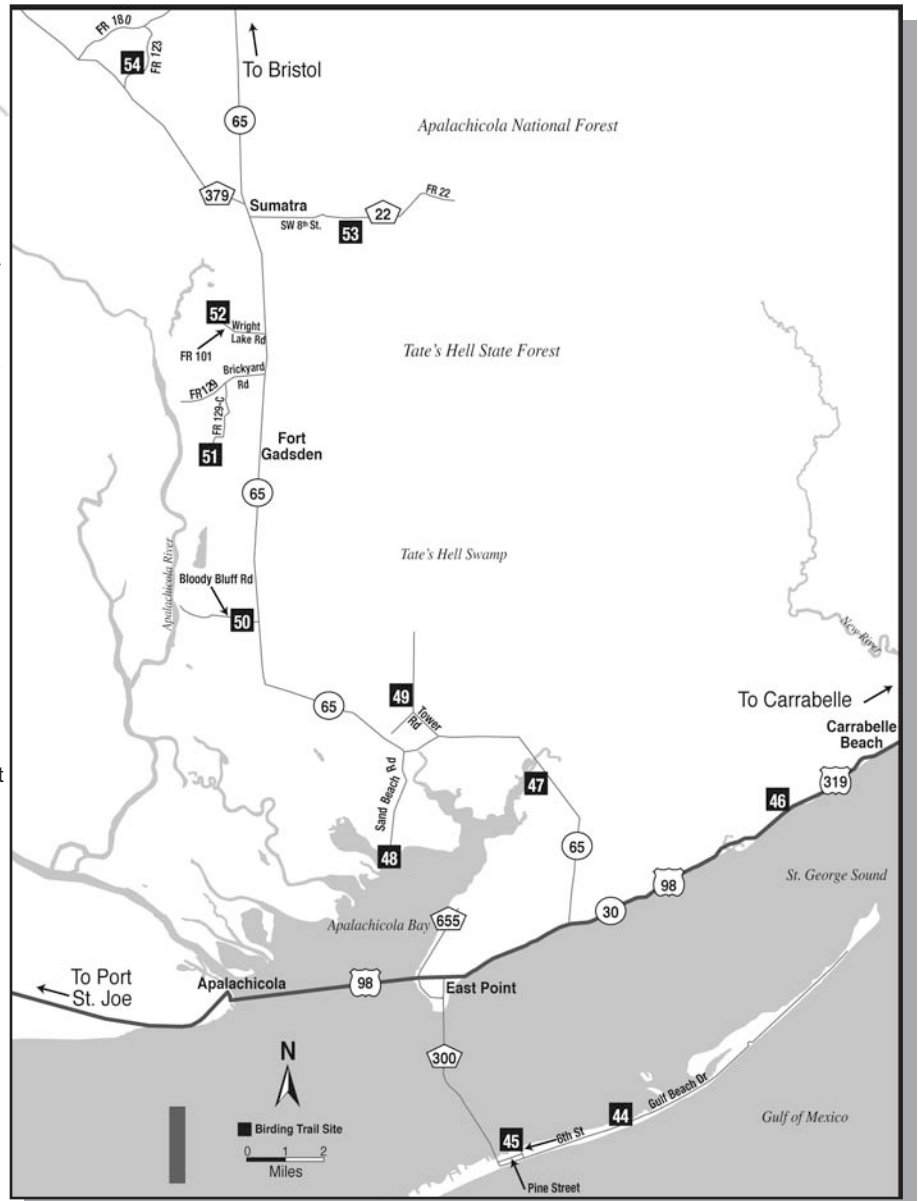 FR 180
FR 123
54
To Bristol
65
Apalachicola National Forest
379
Sumatra
FR 22
22
SW 8th St.
53
52
Wright
Lake Rd
FR 101
Tate's Hell State Forest
Brickyard
Rd
FR 129
FR 129-C
51
Fort
Gadsden
65
Apalachicola River
Tate's Hell Swamp
Bloody Bluff Rd
50
New River
49
Tower
Rd
65
To Carrabelle
Carrabelle
Beach
Sand Beach Rd
47
46
319
48
65
98
St. George Sound
30
655
Apalachicola Bay
To Port
St. Joe
Apalachicola
98
East Point
N
300
Birding Trail Site
0 1 2
Miles
44
Gulf Beach Dr
Gulf of Mexico
45
6th St
Pine Street
t